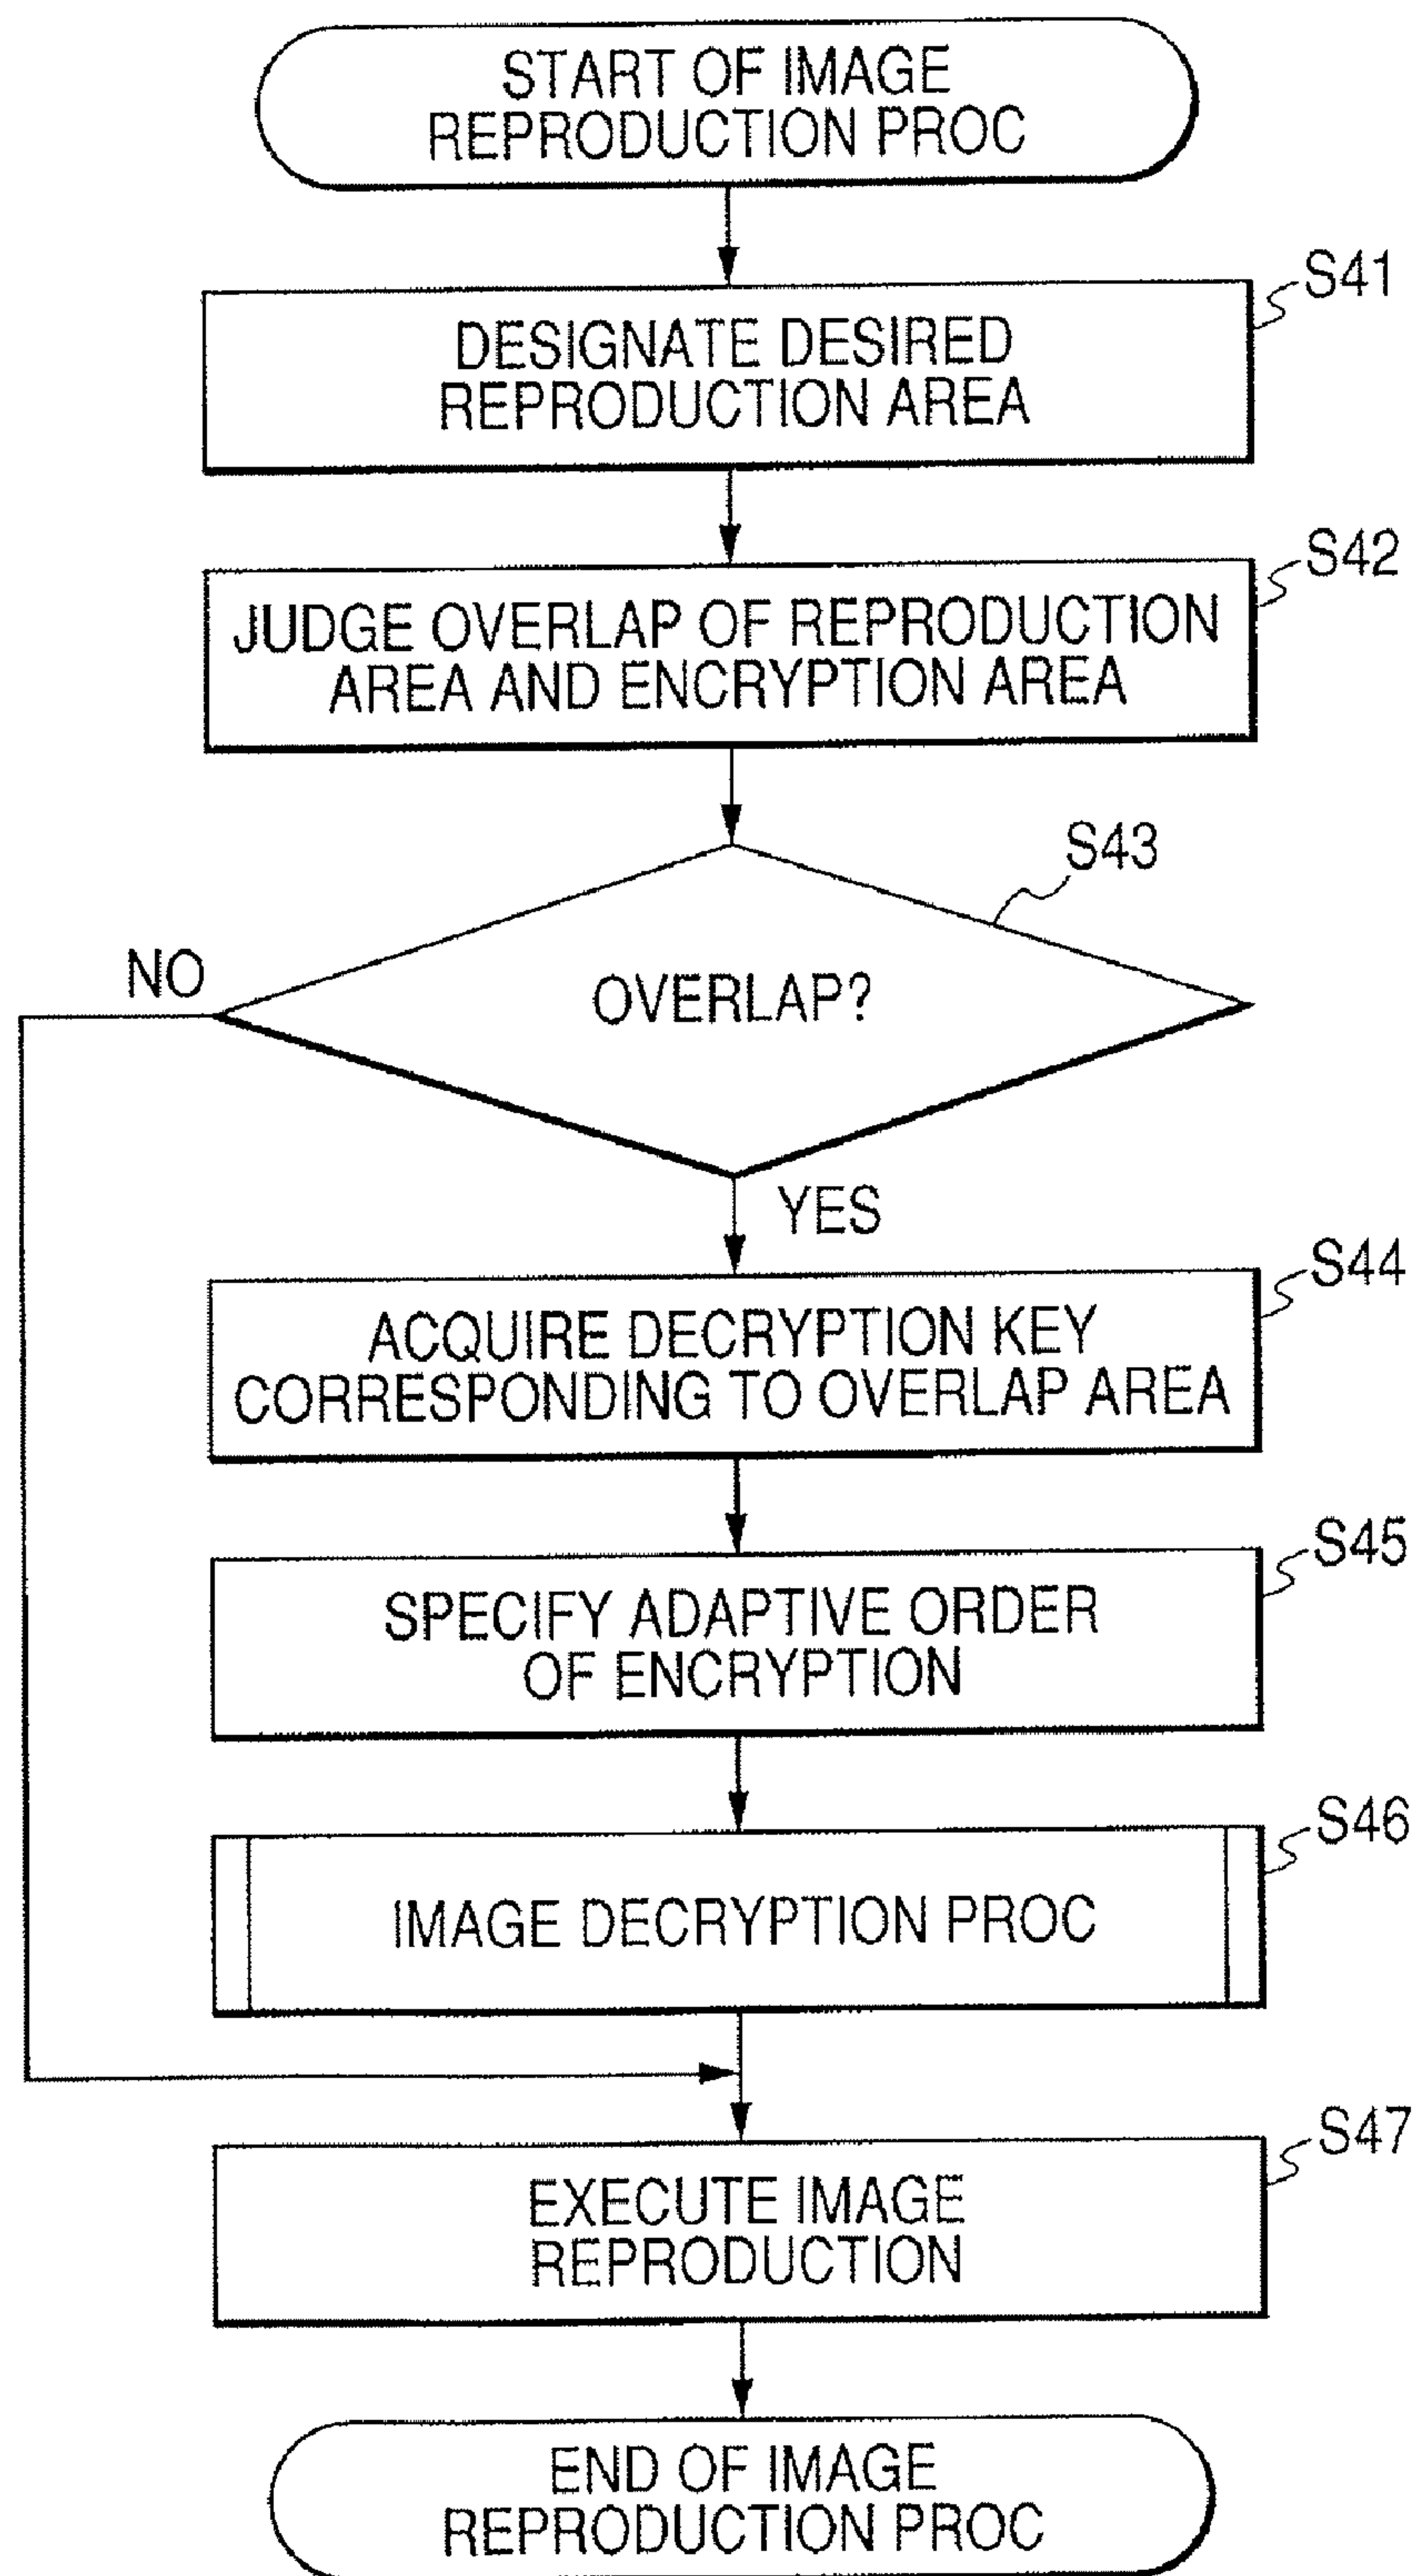 START OF IMAGE
REPRODUCTION PROC
S41
DESIGNATE DESIRED
REPRODUCTION AREA
S42
JUDGE OVERLAP OF REPRODUCTION
AREA AND ENCRYPTION AREA
S43
NO
OVERLAP?
YES
S44
ACQUIRE DECRYPTION KEY
CORRESPONDING TO OVERLAP AREA
S45
SPECIFY ADAPTIVE ORDER
OF ENCRYPTION
S46
IMAGE DECRYPTION PROC
S47
EXECUTE IMAGE
REPRODUCTION
END OF IMAGE
REPRODUCTION PROC